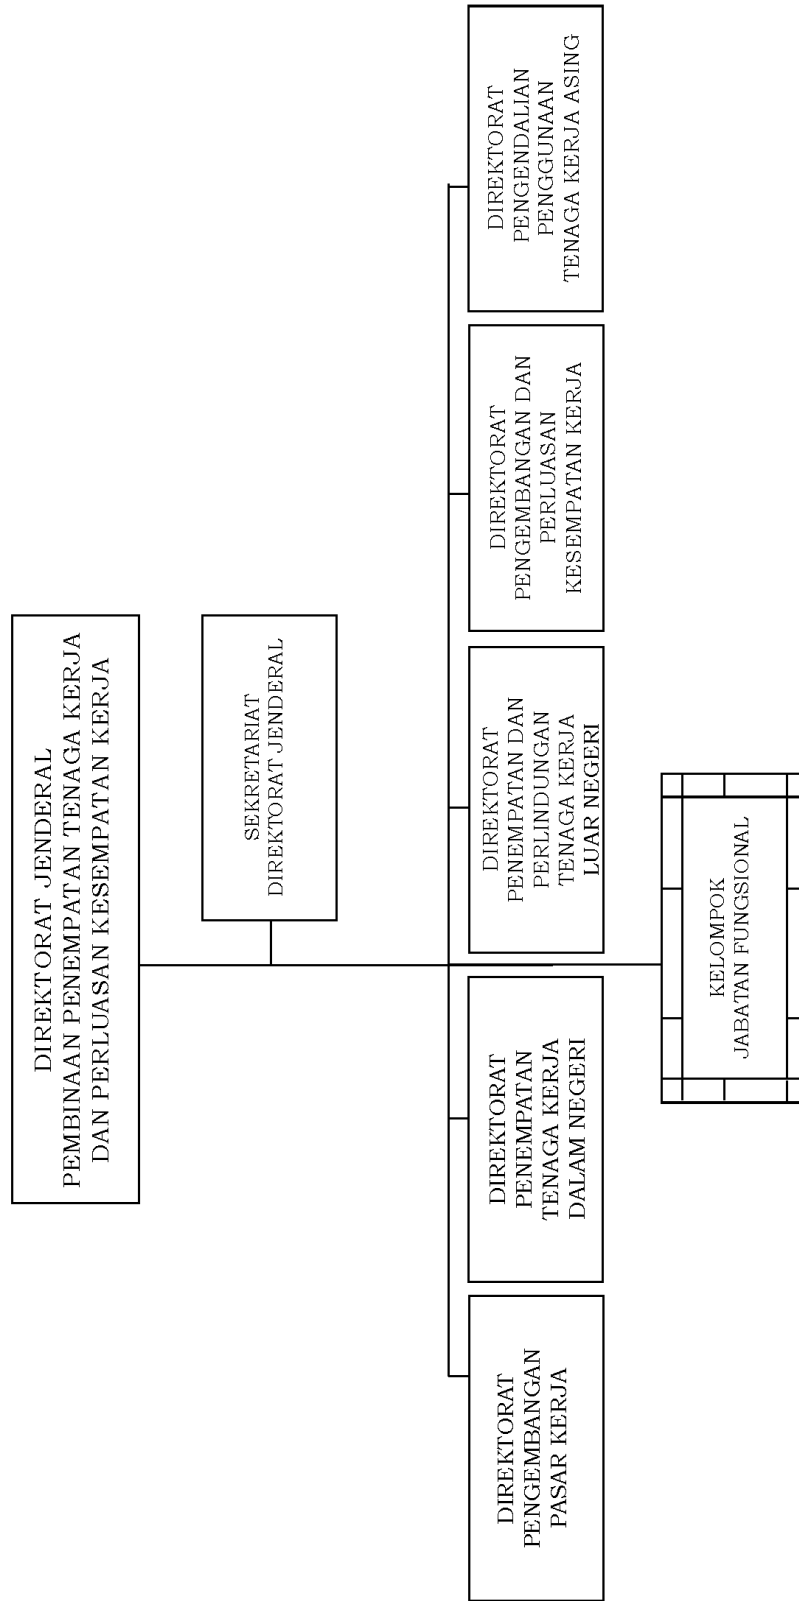 DIREKTORAT JENDERAL
PEMBINAAN PENEMPATAN TENAGA KERJA
DAN PERLUASAN KESEMPATAN KERJA
SEKRETARIAT
DIREKTORAT JENDERAL
DIREKTORAT
PENGEMBANGAN
PASAR KERJA
DIREKTORAT
PENEMPATAN
TENAGA KERJA
DALAM NEGERI
DIREKTORAT
PENEMPATAN DAN
PERLINDUNGAN
TENAGA KERJA
LUAR NEGERI
DIREKTORAT
PENGEMBANGAN DAN
PERLUASAN
KESEMPATAN KERJA
DIREKTORAT
PENGENDALIAN
PENGGUNAAN
TENAGA KERJA ASING
KELOMPOK
JABATAN FUNGSIONAL